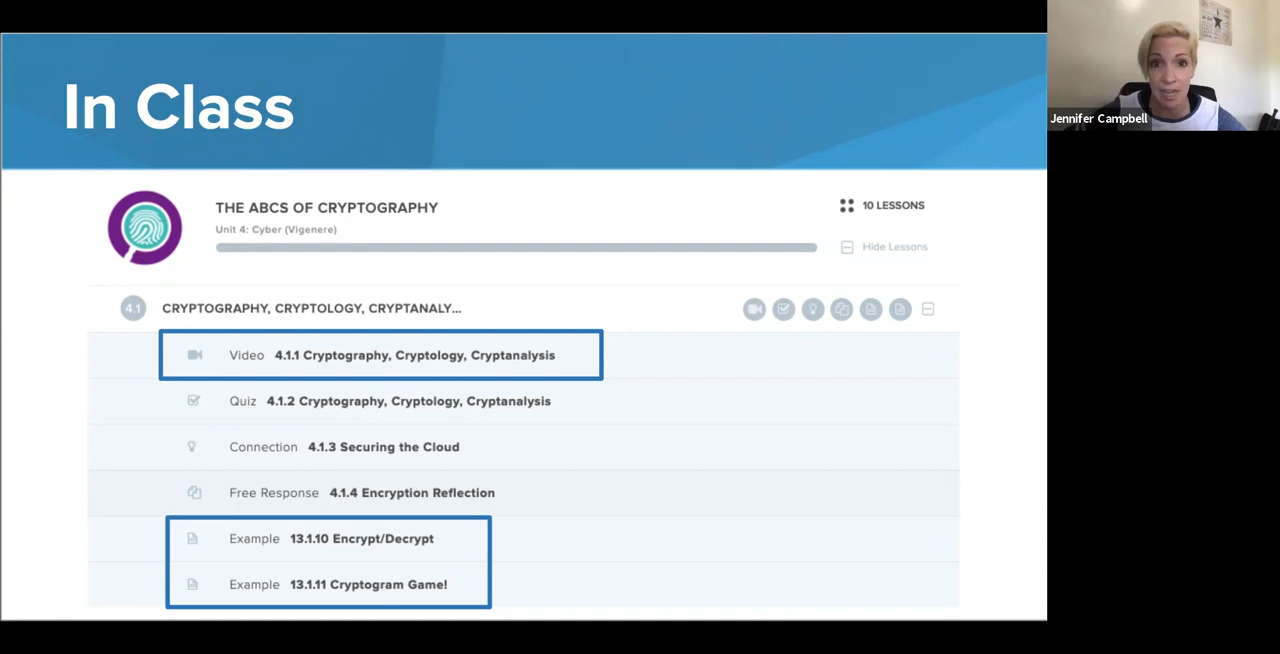 In Class
THE ABCS OF CRYPTOGRAPHY
10 LESSONS
Unit 4: Cyber (Vigenere)
Hide Lessons
4.1 CRYPTOGRAPHY, CRYPTOLOGY, CRYPTANALY...
Video 4.1.1 Cryptography, Cryptology, Cryptanalysis
Quiz 4.1.2 Cryptography, Cryptology, Cryptanalysis
Connection 4.1.3 Securing the Cloud
Free Response 4.1.4 Encryption Reflection
Example 13.1.10 Encrypt/Decrypt
Example 13.1.11 Cryptogram Game!
Jennifer Campbell